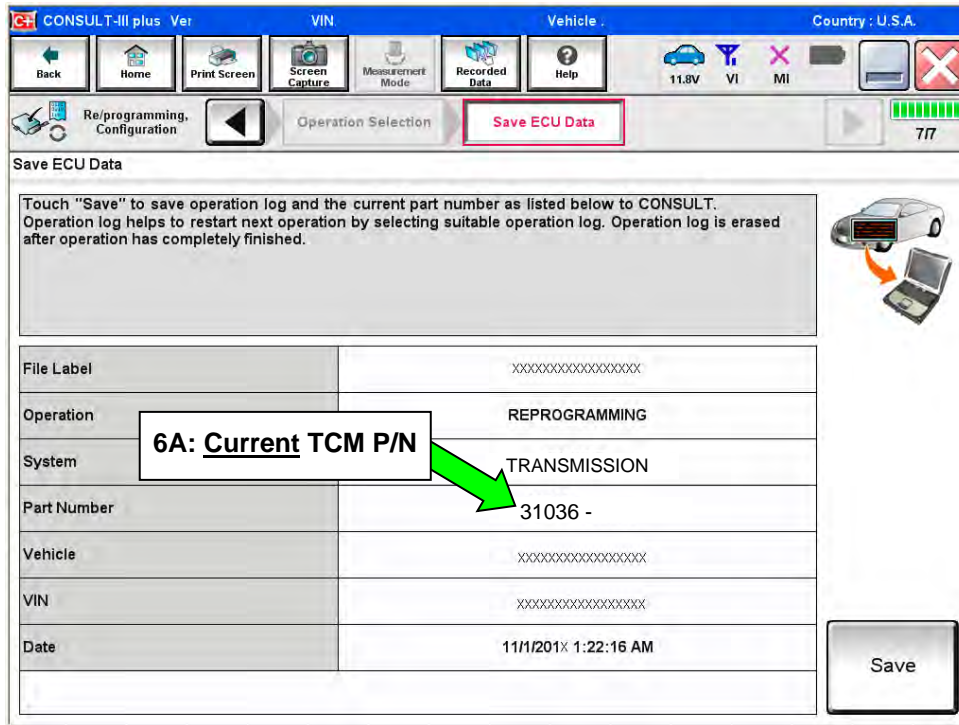 C+ CONSULT-III plus Ver VIN Vehicle : Country : U.S.A.
Back Home Print Screen Screen Capture Measurement Mode Recorded Data Help 11.8V VI MI
Re/programming, Configuration Operation Selection Save ECU Data 7/7
Save ECU Data
Touch "Save" to save operation log and the current part number as listed below to CONSULT.
Operation log helps to restart next operation by selecting suitable operation log. Operation log is erased
after operation has completely finished.
File Label XXXXXXXXXXXXXXXXX
Operation REPROGRAMMING
6A: Current TCM P/N
System TRANSMISSION
Part Number 31036 -
Vehicle XXXXXXXXXXXXXXXXX
VIN XXXXXXXXXXXXXXXXX
Date 11/1/201X 1:22:16 AM
Save